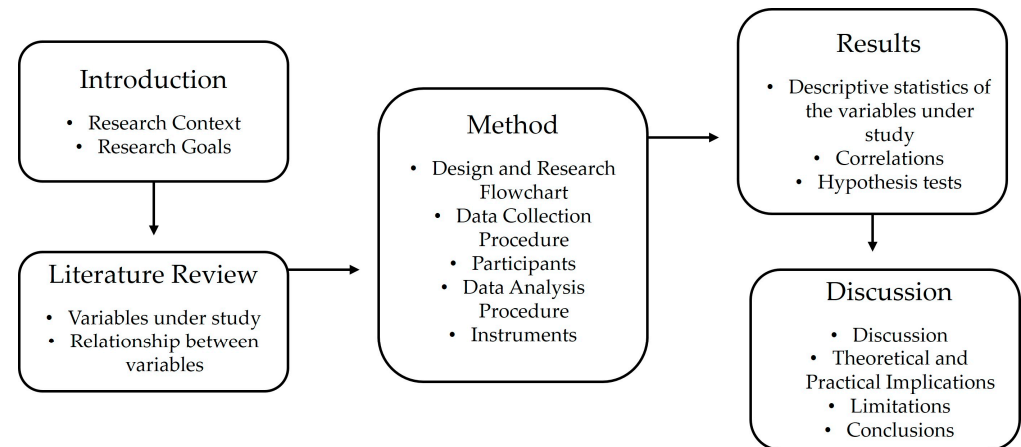 Introduction
• Research Context
• Research Goals
Literature Review
• Variables under study
• Relationship between
variables
Method
• Design and Research
Flowchart
• Data Collection
Procedure
• Participants
• Data Analysis
Procedure
• Instruments
Results
• Descriptive statistics of
the variables under
study
• Correlations
• Hypothesis tests
Discussion
• Discussion
• Theoretical and
Practical Implications
• Limitations
• Conclusions